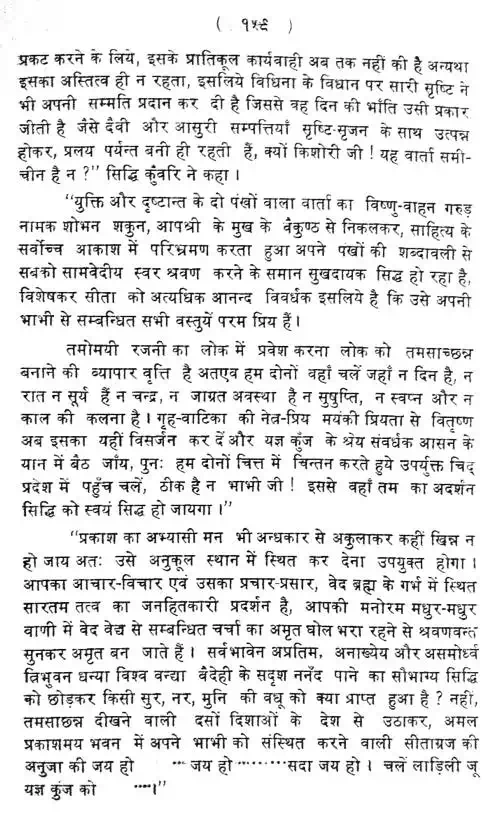 ( १५९ )
प्रकट करने के लिये, इसके प्रातिकूल कार्यवाही अब तक नहीं की है अन्यथा
इसका अस्तित्व ही न रहता, इसलिये विधिना के विधान पर सारी सृष्टि ने
भी अपनी सम्मति प्रदान कर दी है जिससे वह दिन की भाँति उसी प्रकार
जीती है जैसे दैवी और आसुरी सम्पत्तियाँ सृष्टि-सृजन के साथ उत्पन्न
होकर, प्रलय पर्यन्त बनी ही रहती हैं, क्यों किशोरी जी ! यह वार्ता समी-
चीन है न ?" सिद्धि कुँवरि ने कहा ।
"युक्ति और दृष्टान्त के दो पंखों वाला वार्ता का विष्णु-वाहन गरुड़
नामक शोभन शकुन, आपश्री के मुख के बैकुण्ठ से निकलकर, साहित्य के
सर्वोच्च आकाश में परिभ्रमण करता हुआ अपने पंखों की शब्दावली से
सबको सामवेदीय स्वर श्रवण करने के समान सुखदायक सिद्ध हो रहा है,
विशेषकर सीता को अत्यधिक आनन्द विवर्धक इसलिये है कि उसे अपनी
भाभी से सम्बन्धित सभी वस्तुयें परम प्रिय हैं ।
तमोमयी रजनी का लोक में प्रवेश करना लोक को तमसाच्छन्न
बनाने की व्यापार वृत्ति है अतएव हम दोनों वहाँ चलें जहाँ न दिन है, न
रात न सूर्य हैं न चन्द्र, न जाग्रत अवस्था है न सुषुप्ति, न स्वप्न और न
काल की कलना है । गृह-वाटिका की नेत्र-प्रिय मयंकी प्रियता से वितृष्ण
अब इसका यहीं विसर्जन कर दें और यज्ञ कुँज के श्रेय संवर्धक आसन के
यान में बैठ जाँय, पुनः हम दोनों चित्त में चिन्तन करते हुये उपर्युक्त चिद्
प्रदेश में पहुँच चलें, ठीक है न भाभी जी ! इससे वहाँ तम का अदर्शन
सिद्धि को स्वयं सिद्ध हो जायगा ।"
"प्रकाश का अभ्यासी मन भी अन्धकार से अकुलाकर कहीं खिन्न न
हो जाय अतः उसे अनुकूल स्थान में स्थित कर देना उपयुक्त होगा ।
आपका आचार-विचार एवं उसका प्रचार-प्रसार, वेद ब्रह्म के गर्भ में स्थित
सारतम तत्व का जनहितकारी प्रदर्शन है, आपकी मनोरम मधुर-मधुर
वाणी में वेद वेद्य से सम्बन्धित चर्चा का अमृत घोल भरा रहने से श्रवणवन्त
सुनकर अमृत बन जाते हैं । सर्वभावेन अप्रतिम, अनाख्येय और असमोर्ध्व
त्रिभुवन धन्या विश्व वन्द्या वैदेही के सदृश ननँद पाने का सौभाग्य सिद्धि
को छोड़कर किसी सुर, नर, मुनि की वधू को क्या प्राप्त हुआ है ? नहीं,
तमसाछन्न दीखने वाली दसों दिशाओं के देश से उठाकर, अमल
प्रकाशमय भवन में अपने भाभी को संस्थित करने वाली सीताग्रज की
अनुजा की जय हो ....जय हो.........सदा जय हो । चलें लाड़िली जू
यज्ञ कुँज को ....।"